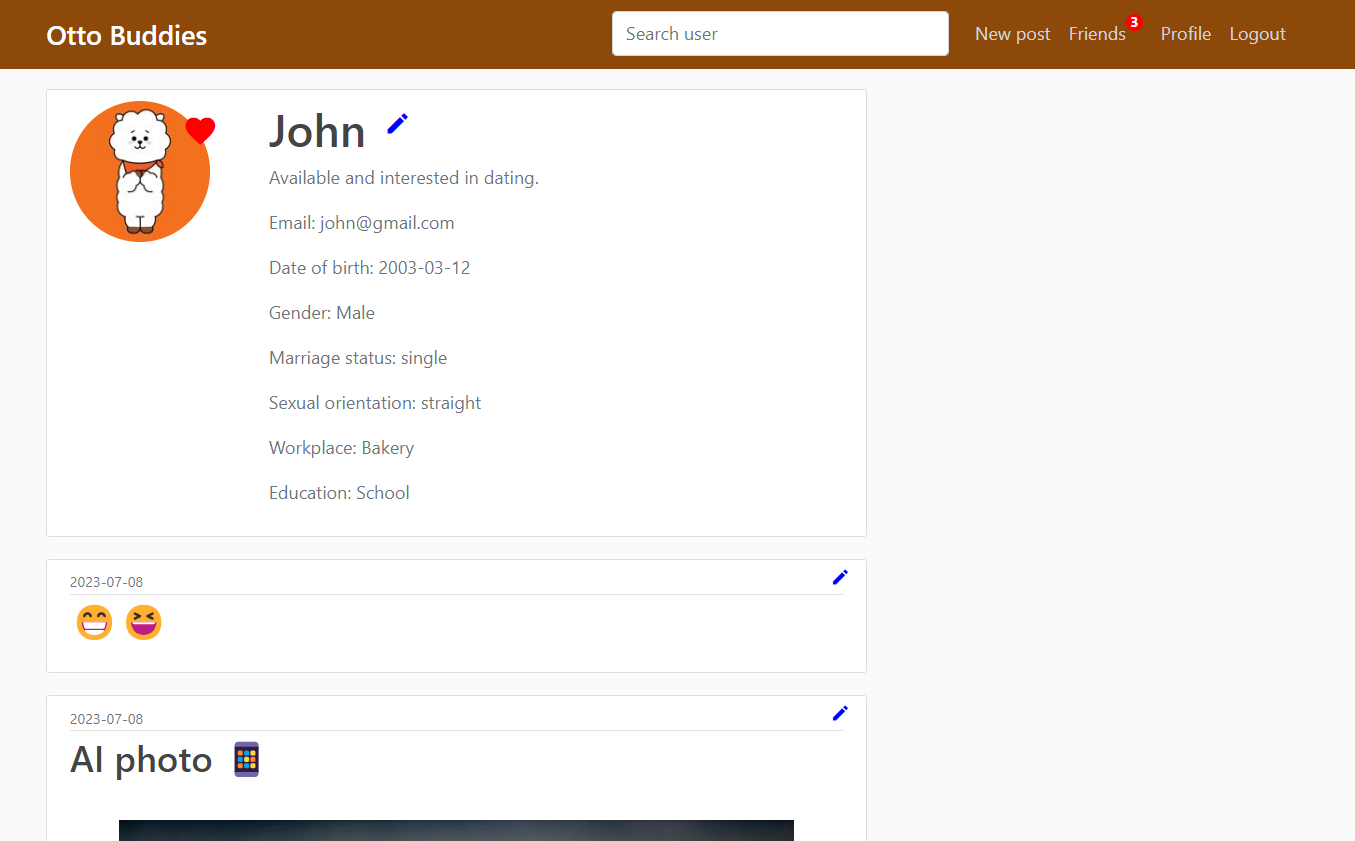 Otto Buddies
Search user
New post Friends 3 Profile Logout
John
Available and interested in dating.
Email: john@gmail.com
Date of birth: 2003-03-12
Gender: Male
Marriage status: single
Sexual orientation: straight
Workplace: Bakery
Education: School
2023-07-08
2023-07-08
AI photo